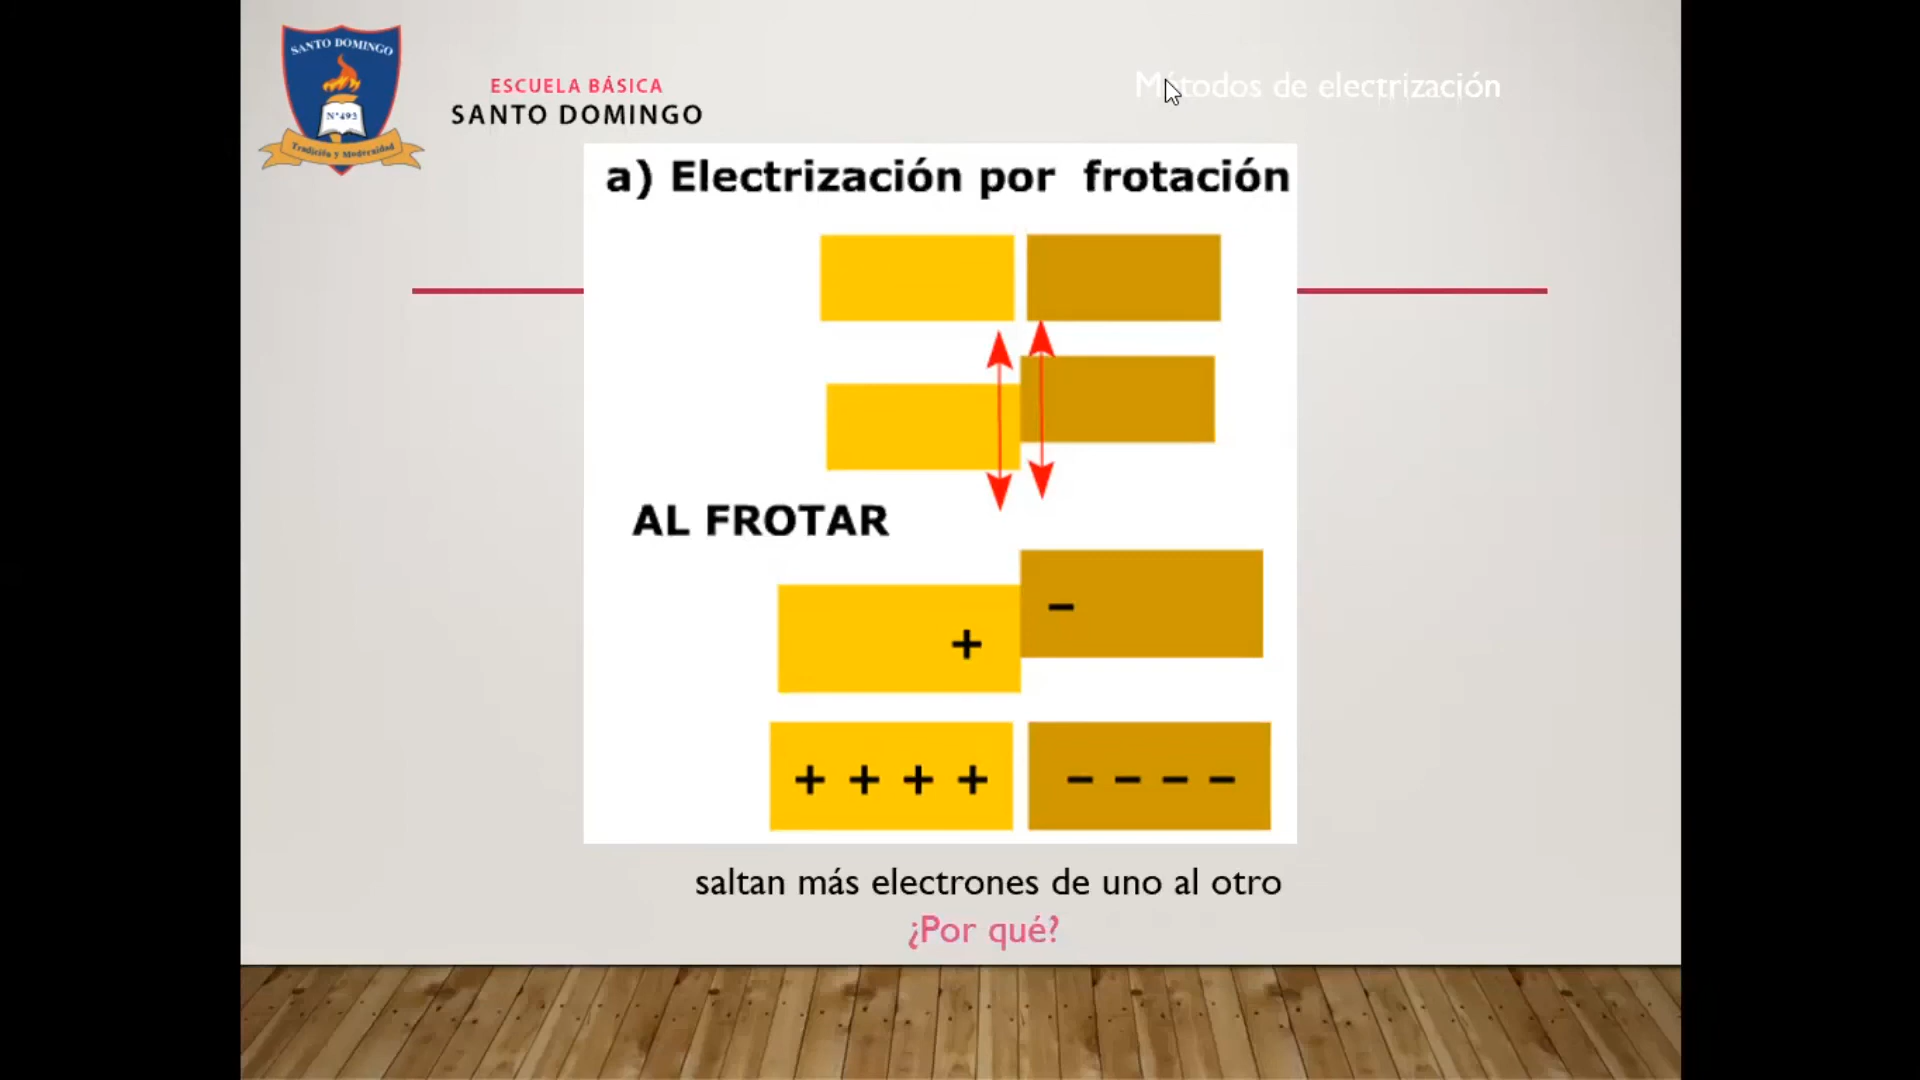 SANTO DOMINGO
N°493
Tradición y Modernidad
ESCUELA BÁSICA
SANTO DOMINGO
Métodos de electrización
a) Electrización por frotación
AL FROTAR
+
−
+ + + +
− − − −
saltan más electrones de uno al otro
¿Por qué?